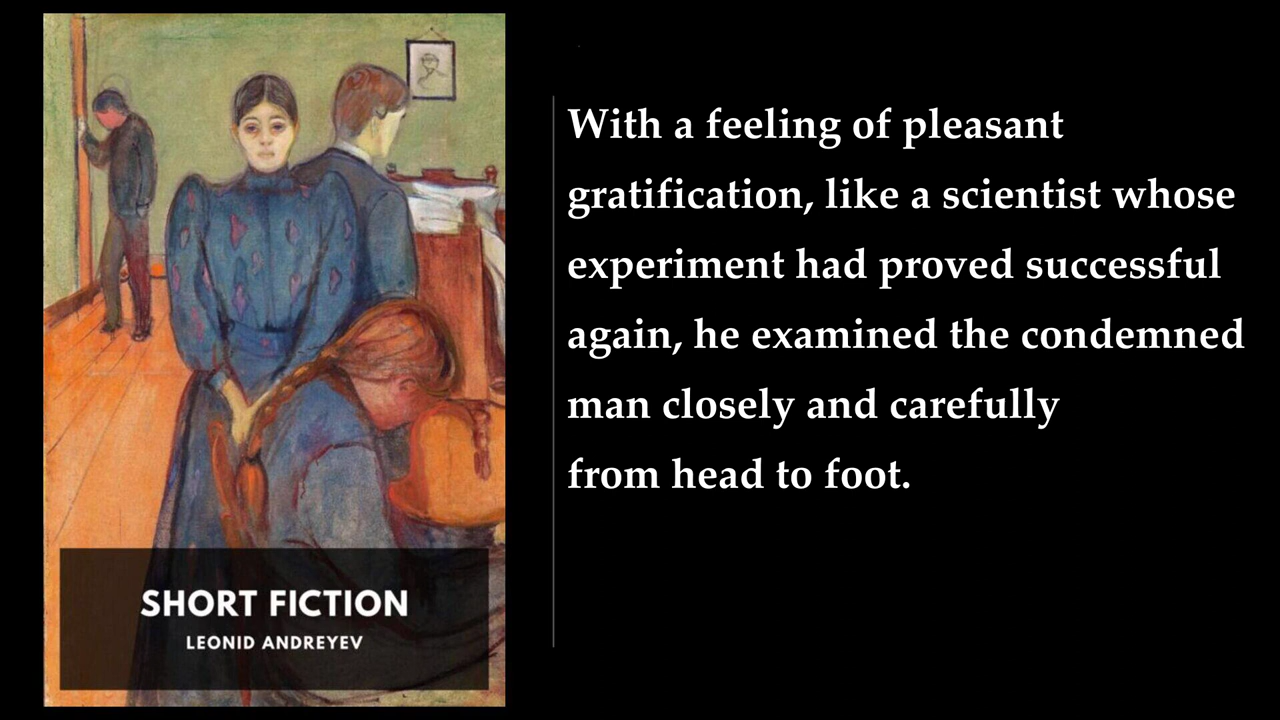 With a feeling of pleasant
gratification, like a scientist whose
experiment had proved successful
again, he examined the condemned
man closely and carefully
from head to foot.
SHORT FICTION
LEONID ANDREYEV